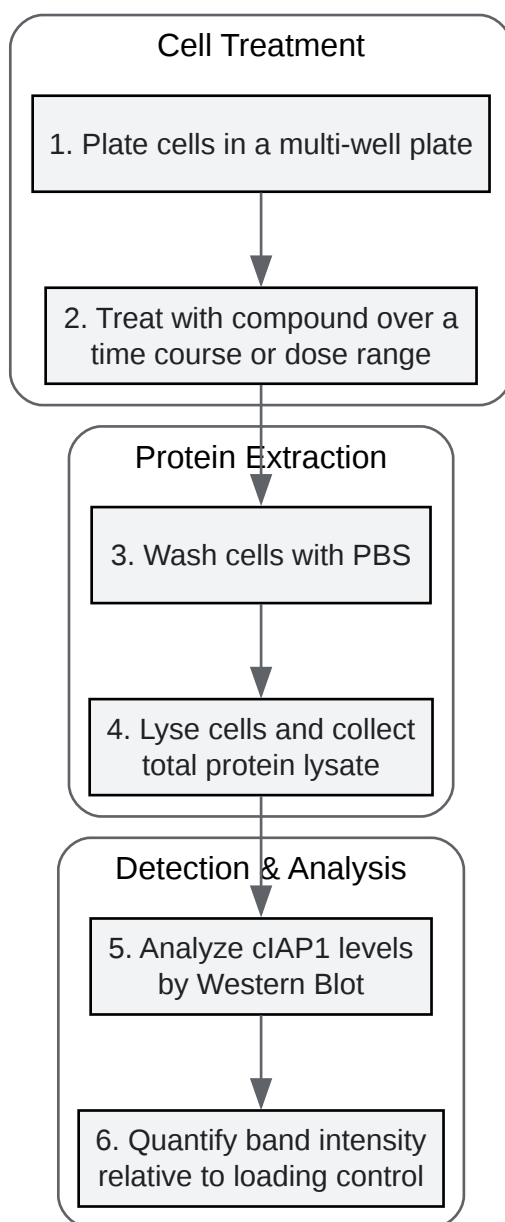 Cell Treatment
1. Plate cells in a multi-well plate
2. Treat with compound over a
time course or dose range
Protein Extraction
3. Wash cells with PBS
4. Lyse cells and collect
total protein lysate
Detection & Analysis
5. Analyze cIAP1 levels
by Western Blot
6. Quantify band intensity
relative to loading control